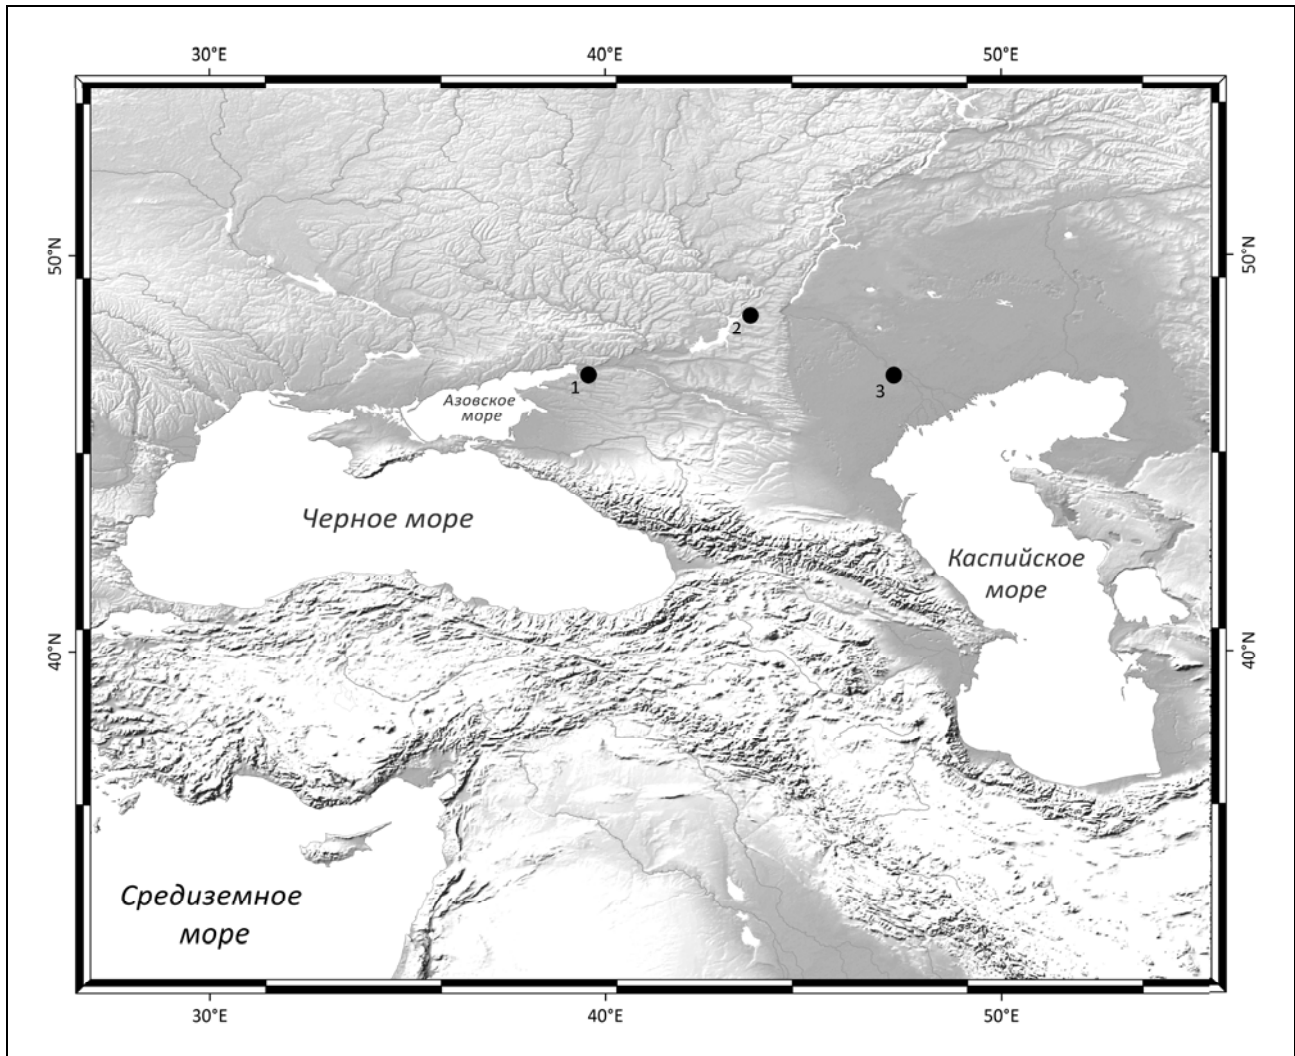 30°E 40°E 50°E
50°N 50°N
2
1 3
Азовское
море
Черное море
Каспийское
море
40°N 40°N
Средиземное
море
30°E 40°E 50°E